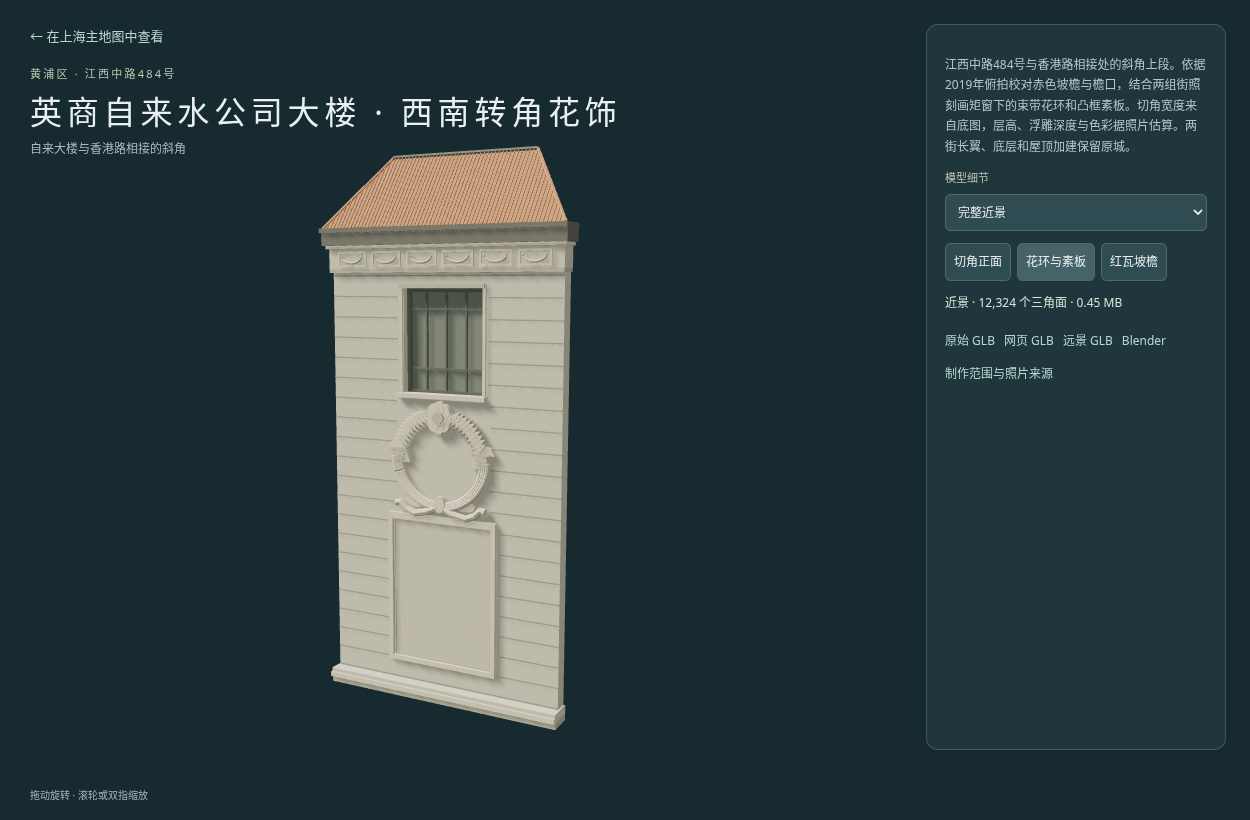 ← 在上海主地图中查看
黄浦区 · 江西中路484号
英商自来水公司大楼 · 西南转角花饰
自来大楼与香港路相接的斜角
江西中路484号与香港路相接处的斜角上段。依据
2019年俯拍校对赤色坡檐与檐口，结合两组街照
刻画矩窗下的束带花环和凸框素板。切角宽度来
自底图，层高、浮雕深度与色彩据照片估算。两
街长翼、底层和屋顶加建保留原城。
模型细节
完整近景
切角正面 花环与素板 红瓦坡檐
近景 · 12,324 个三角面 · 0.45 MB
原始 GLB 网页 GLB 远景 GLB Blender
制作范围与照片来源
拖动旋转 · 滚轮或双指缩放